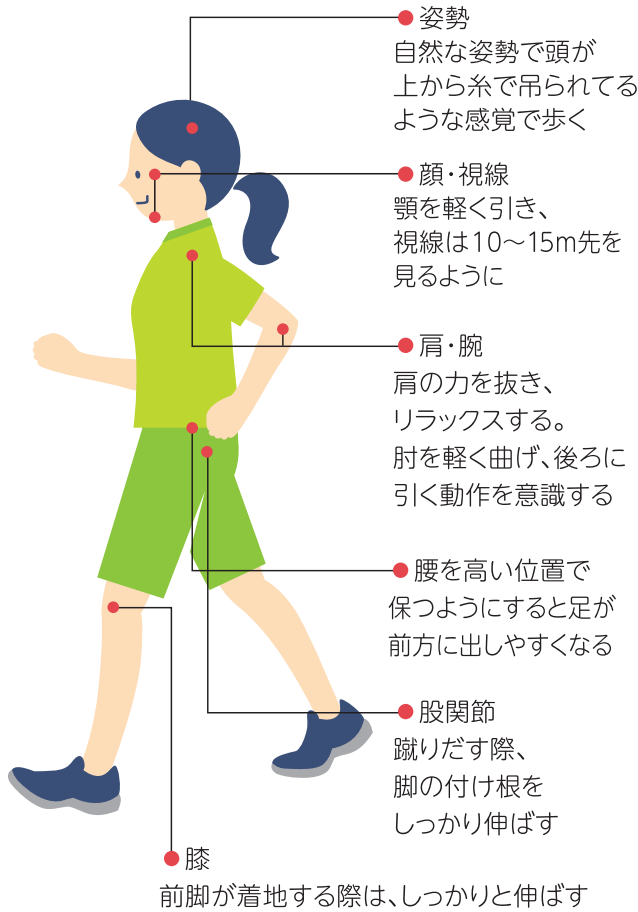 姿勢
自然な姿勢で頭が
上から糸で吊られてる
ような感覚で歩く
顔・視線
顎を軽く引き、
視線は10～15m先を
見るように
肩・腕
肩の力を抜き、
リラックスする。
肘を軽く曲げ、後ろに
引く動作を意識する
腰を高い位置で
保つようにすると足が
前方に出しやすくなる
股関節
蹴りだす際、
脚の付け根を
しっかり伸ばす
膝
前脚が着地する際は、しっかりと伸ばす